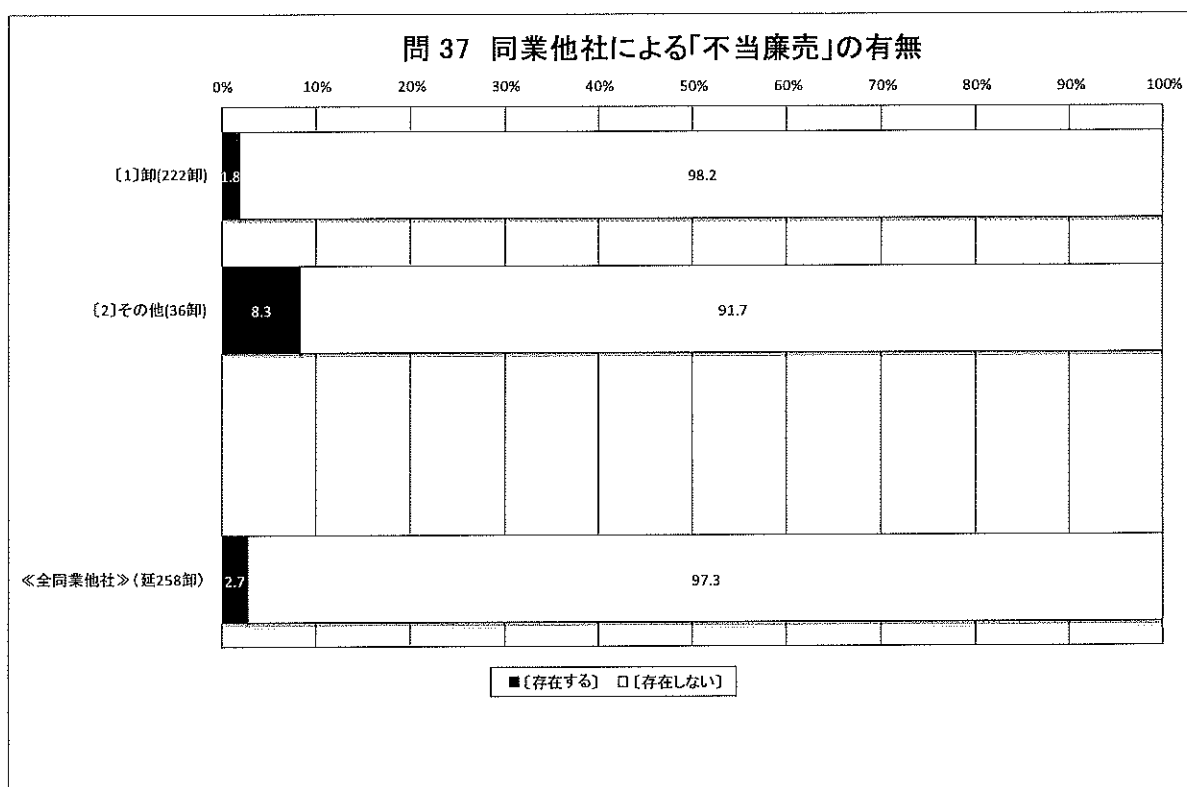 問 37 同業他社による「不当廉売」の有無
0% 10% 20% 30% 40% 50% 60% 70% 80% 90% 100%
〔1〕卸(222卸) 1.8 98.2
〔2〕その他(36卸) 8.3 91.7
≪全同業他社≫(延258卸) 2.7 97.3
■〔存在する〕 □〔存在しない〕